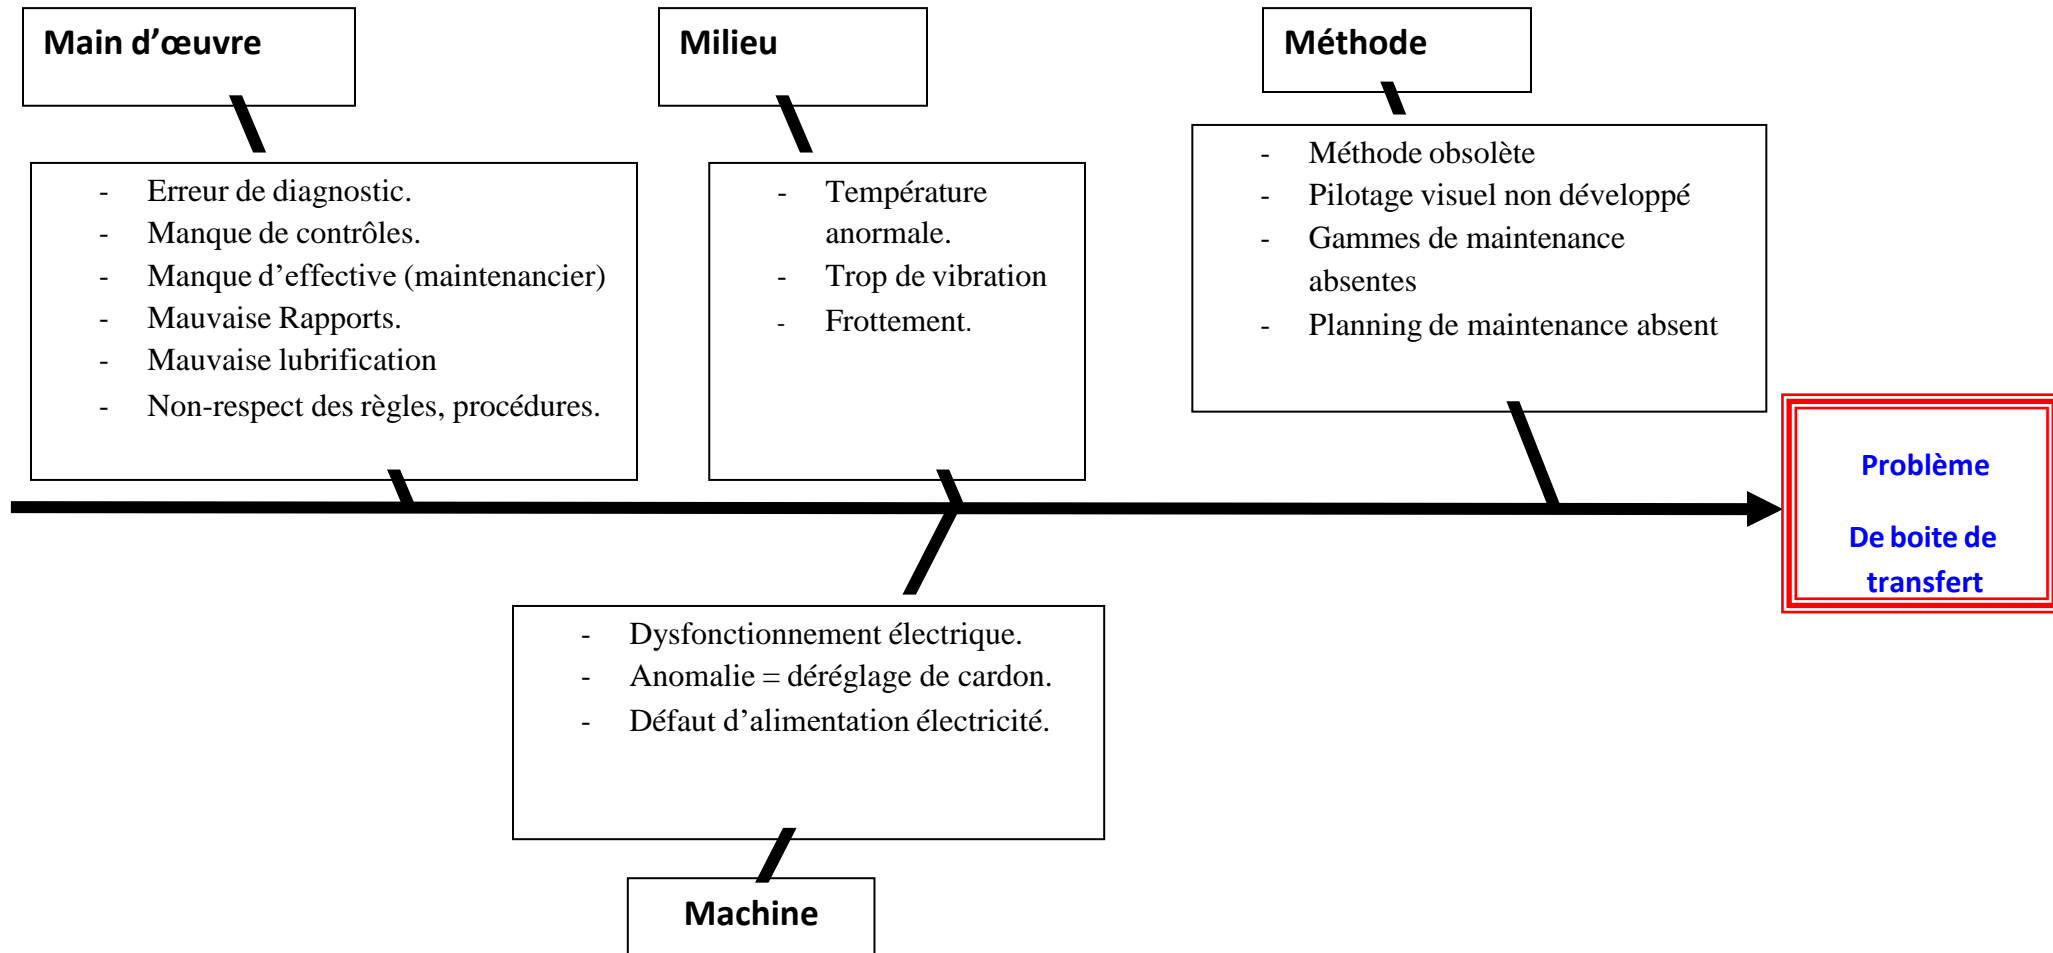 Main d’œuvre
- Erreur de diagnostic.
- Manque de contrôles.
- Manque d’effective (maintenancier)
- Mauvaise Rapports.
- Mauvaise lubrification
- Non-respect des règles, procédures.
Milieu
- Température
anormale.
- Trop de vibration
- Frottement.
Méthode
- Méthode obsolète
- Pilotage visuel non développé
- Gammes de maintenance
absentes
- Planning de maintenance absent
Problème
De boite de
transfert
- Dysfonctionnement électrique.
- Anomalie = déréglage de cardon.
- Défaut d’alimentation électricité.
Machine